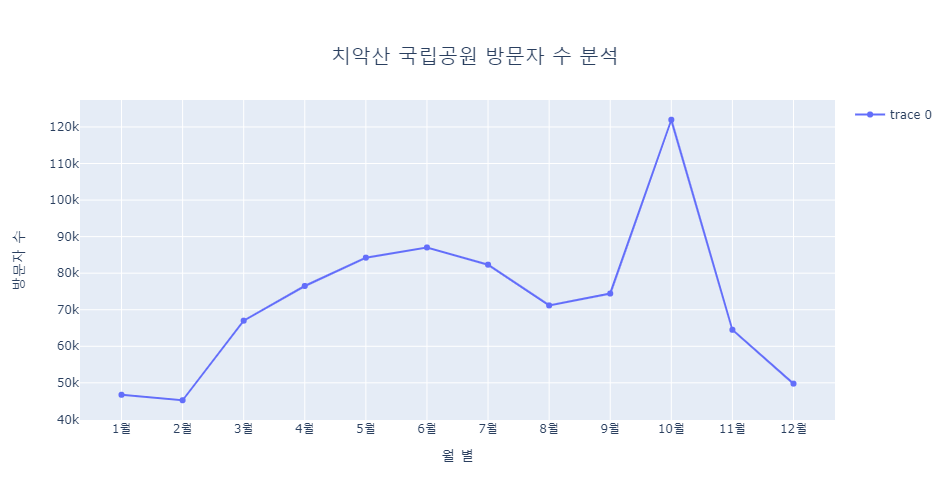 치악산 국립공원 방문자 수 분석
trace 0
방문자 수
120k
110k
100k
90k
80k
70k
60k
50k
40k
1월 2월 3월 4월 5월 6월 7월 8월 9월 10월 11월 12월
월 별